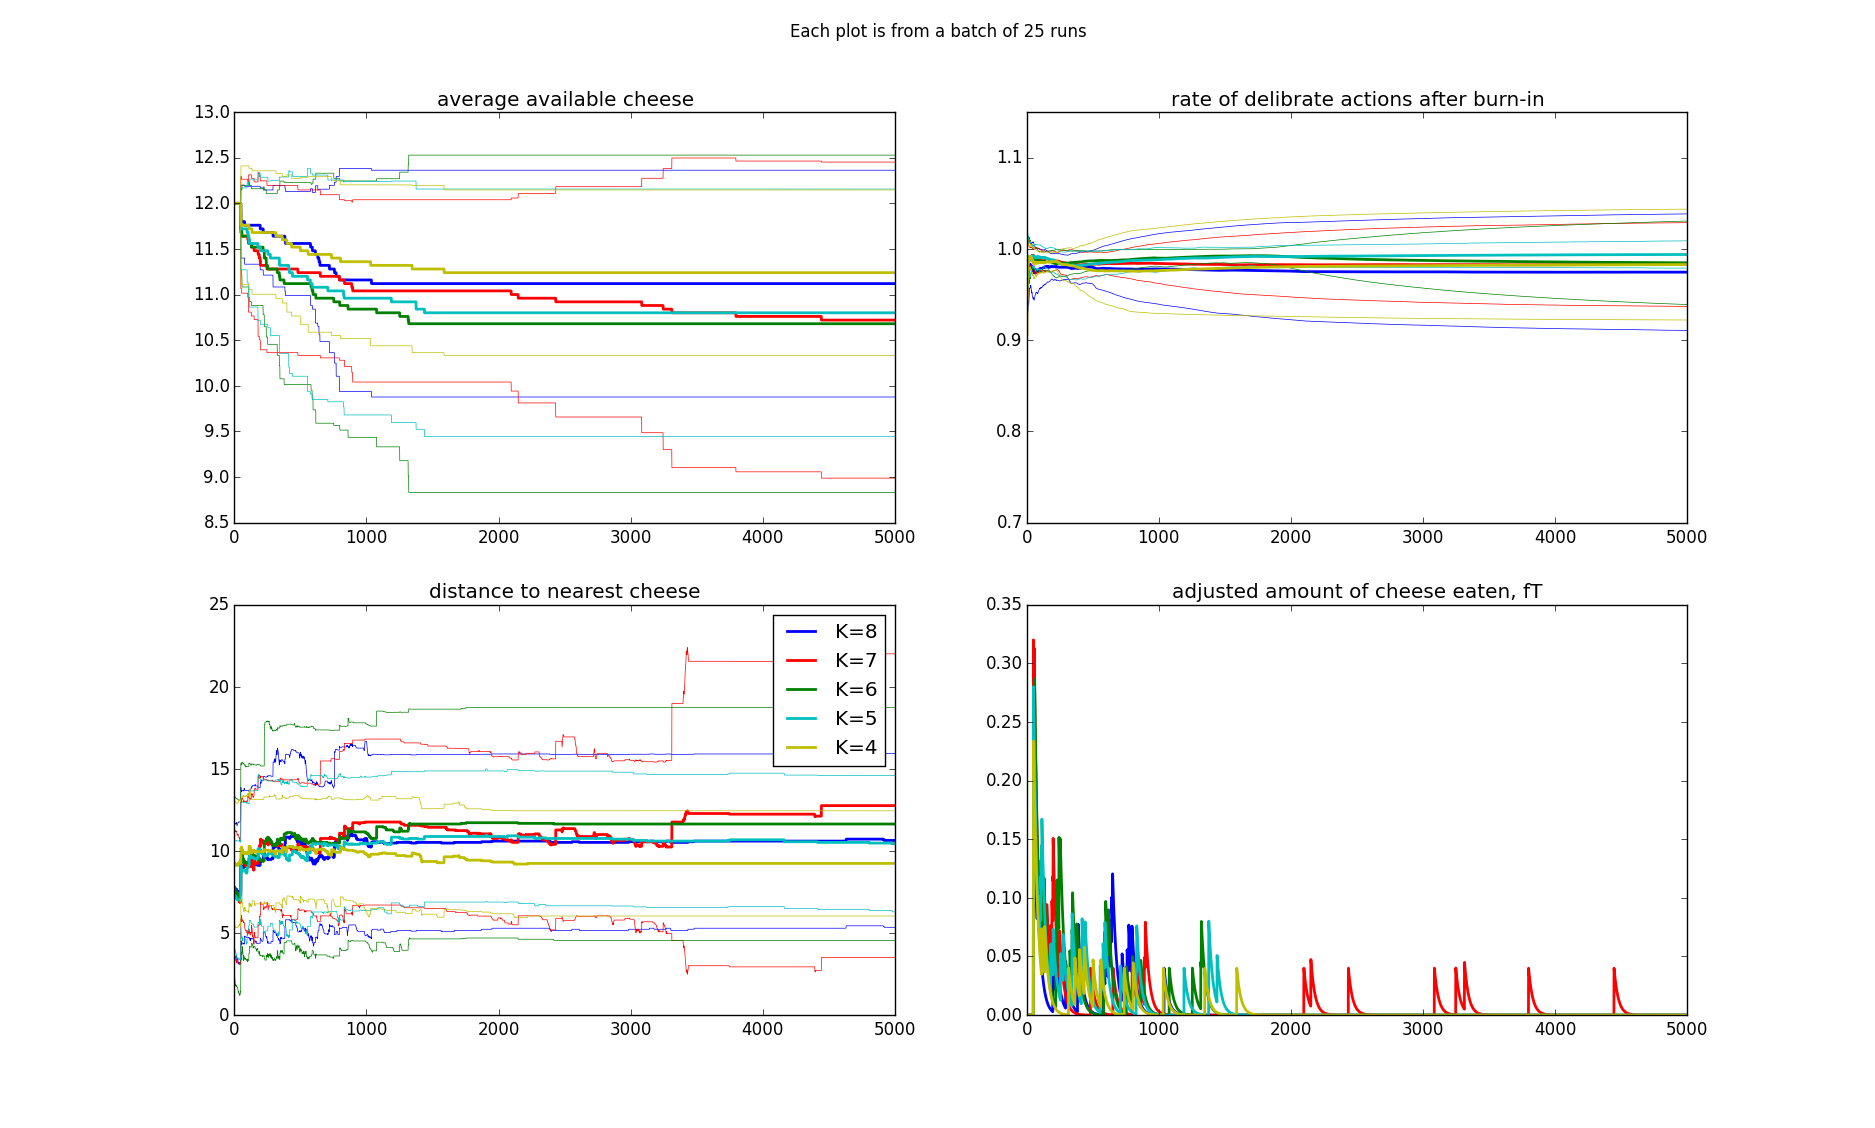 Each plot is from a batch of 25 runs
average available cheese
13.0
12.5
12.0
11.5
11.0
10.5
10.0
9.5
9.0
8.5
0 1000 2000 3000 4000 5000
rate of delibrate actions after burn-in
1.1
1.0
0.9
0.8
0.7
0 1000 2000 3000 4000 5000
distance to nearest cheese
25
20
15
10
5
0
K=8
K=7
K=6
K=5
K=4
0 1000 2000 3000 4000 5000
adjusted amount of cheese eaten, fT
0.35
0.30
0.25
0.20
0.15
0.10
0.05
0.00
0 1000 2000 3000 4000 5000